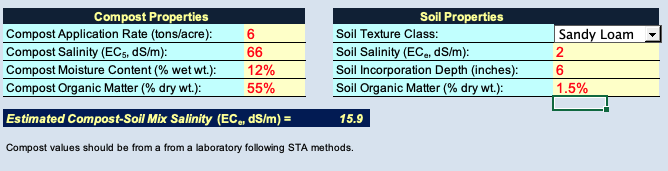 Compost Properties
Compost Application Rate (tons/acre): 6
Compost Salinity (EC5, dS/m): 66
Compost Moisture Content (% wet wt.): 12%
Compost Organic Matter (% dry wt.): 55%
Soil Properties
Soil Texture Class: Sandy Loam
Soil Salinity (ECe, dS/m): 2
Soil Incorporation Depth (inches): 6
Soil Organic Matter (% dry wt.): 1.5%
Estimated Compost-Soil Mix Salinity (ECe, dS/m) = 15.9
Compost values should be from a from a laboratory following STA methods.